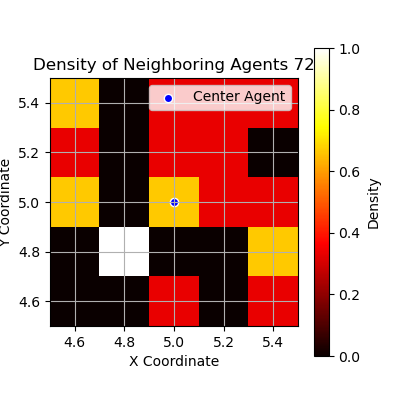 Density of Neighboring Agents 72
Center Agent
5.4
5.2
5.0
4.8
4.6
4.6 4.8 5.0 5.2 5.4
X Coordinate
Y Coordinate
1.0
0.8
0.6
0.4
0.2
0.0
Density